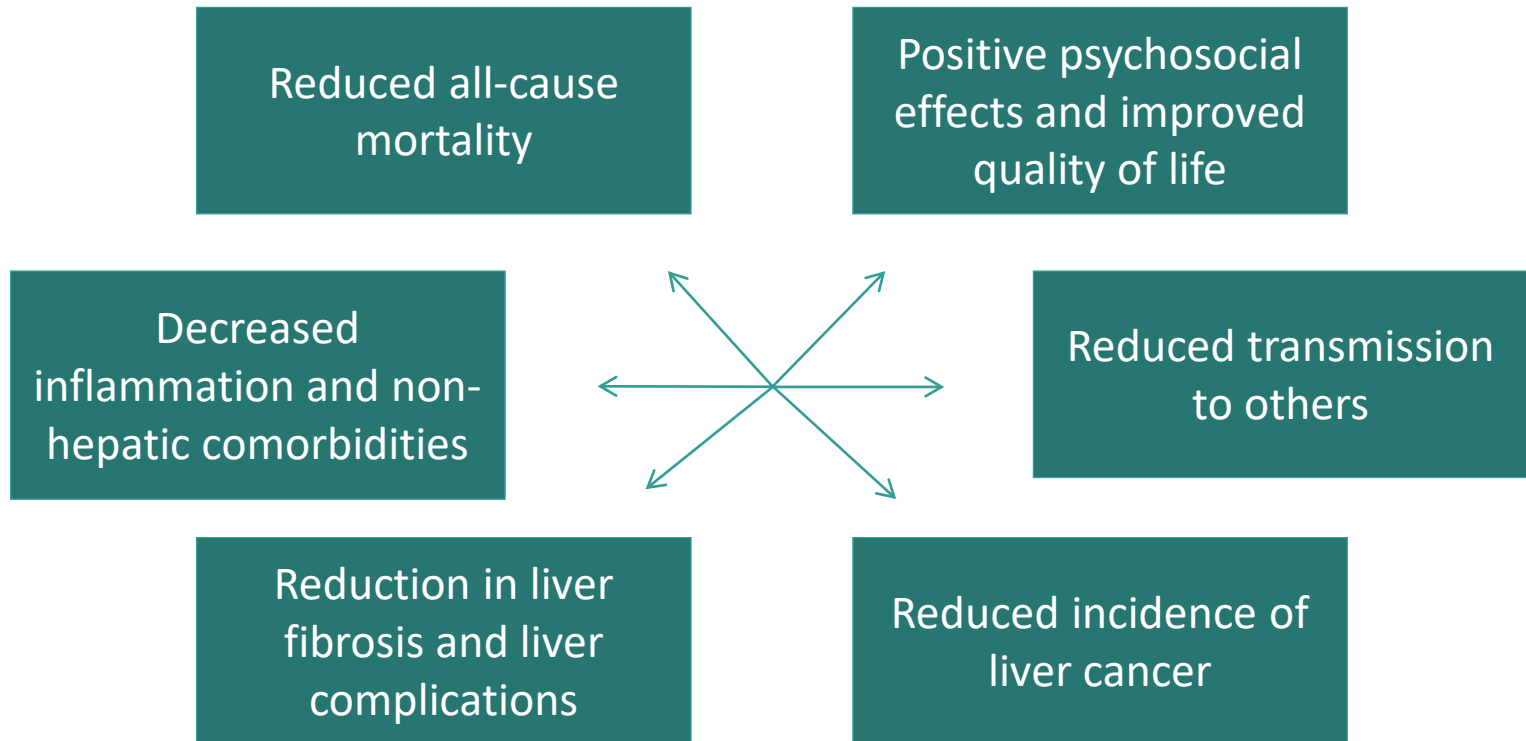 Reduced all-cause
mortality
Positive psychosocial
effects and improved
quality of life
Decreased
inflammation and non-
hepatic comorbidities
Reduced transmission
to others
Reduction in liver
fibrosis and liver
complications
Reduced incidence of
liver cancer